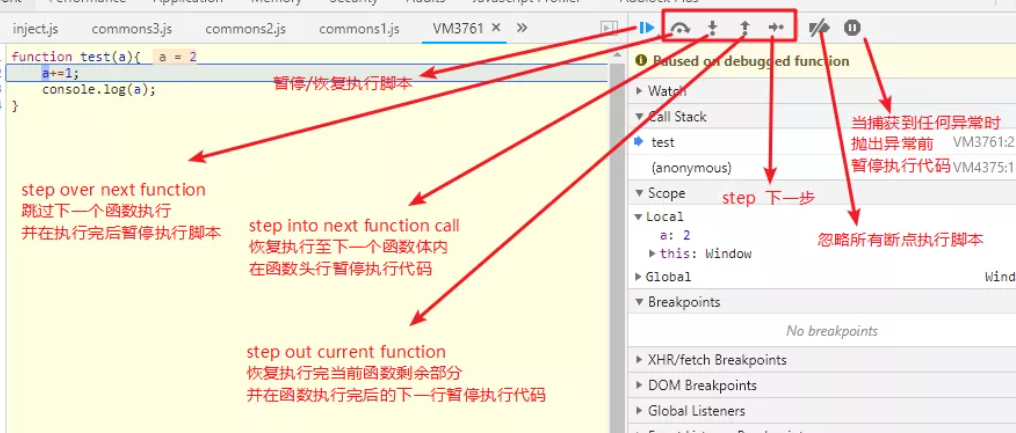 inject.js commons3.js commons2.js commons1.js VM3761 × »
function test(a){ a = 2
a+=1;
console.log(a);
}
暂停/恢复执行脚本
step over next function
跳过下一个函数执行
并在执行完后暂停执行脚本
step into next function call
恢复执行至下一个函数体内
在函数头行暂停执行代码
step out current function
恢复执行完当前函数剩余部分
并在函数执行完后的下一行暂停执行代码
Paused on debugged function
Watch
Call Stack
test VM3761:2
(anonymous) VM4375:1
当捕获到任何异常时
抛出异常前
暂停执行代码
Scope
step 下一步
Local
a: 2
忽略所有断点执行脚本
this: Window
Global Wind
Breakpoints
No breakpoints
XHR/fetch Breakpoints
DOM Breakpoints
Global Listeners